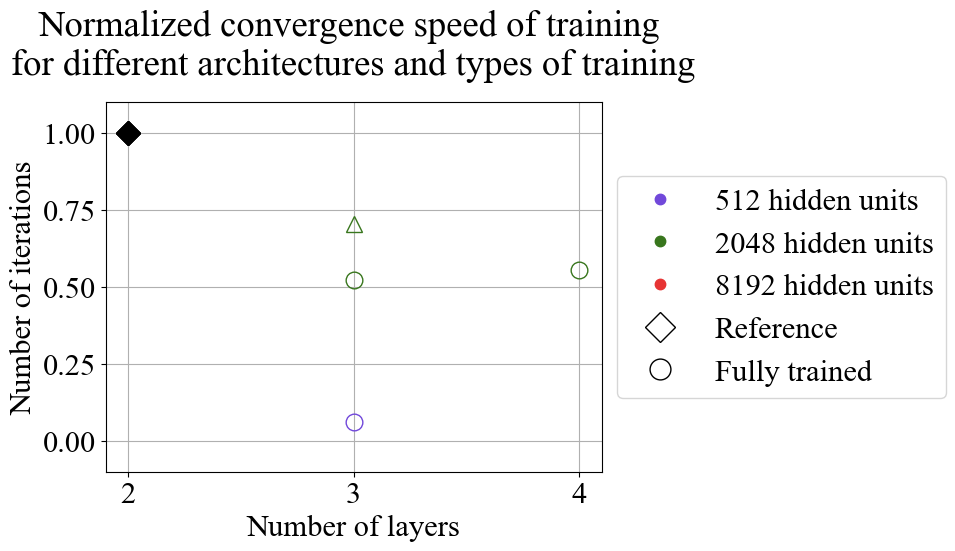 Normalized convergence speed of training
for different architectures and types of training
1.00
0.75
0.50
0.25
0.00
Number of iterations
2
3
4
Number of layers
512 hidden units
2048 hidden units
8192 hidden units
Reference
Fully trained